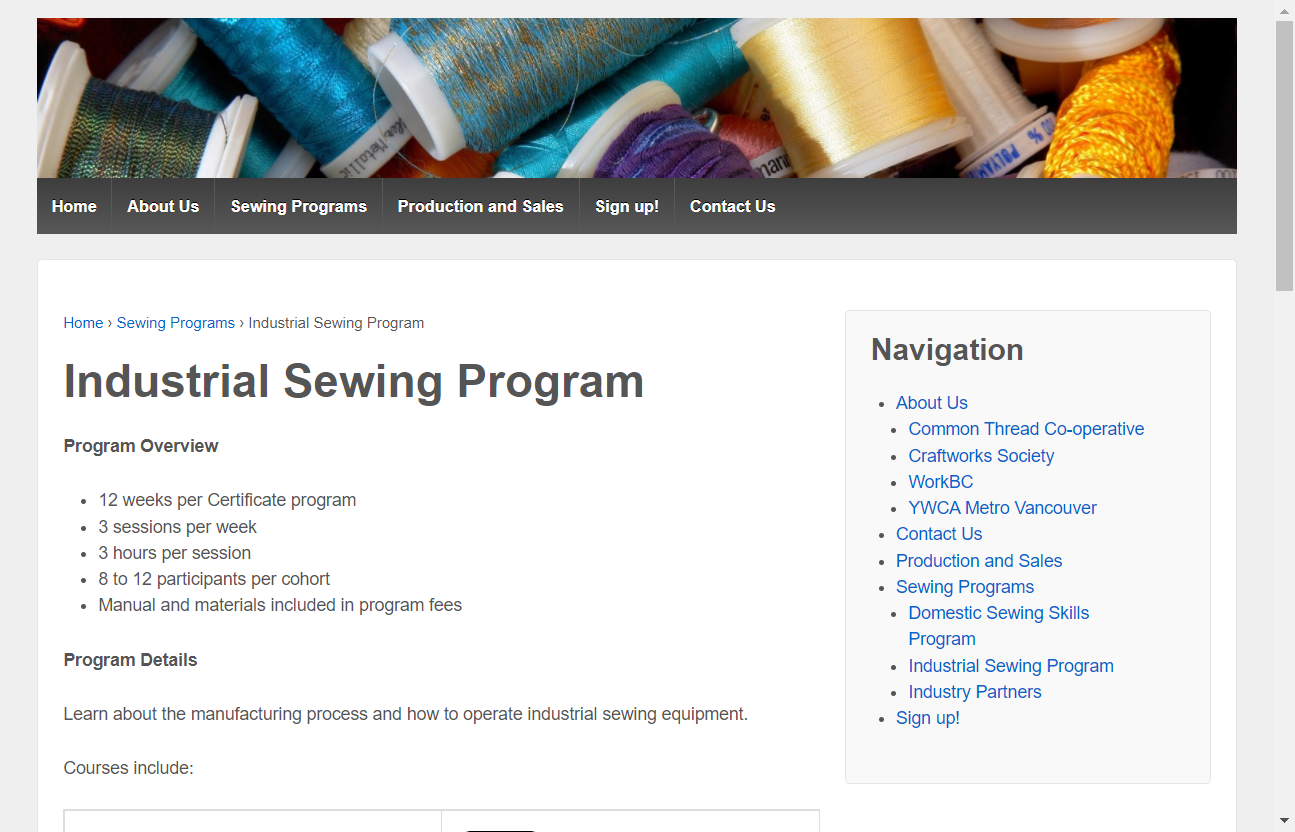 Home
About Us
Sewing Programs
Production and Sales
Sign up!
Contact Us
Home › Sewing Programs › Industrial Sewing Program
Industrial Sewing Program
Program Overview
12 weeks per Certificate program
3 sessions per week
3 hours per session
8 to 12 participants per cohort
Manual and materials included in program fees
Program Details
Learn about the manufacturing process and how to operate industrial sewing equipment.
Courses include:
Navigation
About Us
Common Thread Co-operative
Craftworks Society
WorkBC
YWCA Metro Vancouver
Contact Us
Production and Sales
Sewing Programs
Domestic Sewing Skills
Program
Industrial Sewing Program
Industry Partners
Sign up!